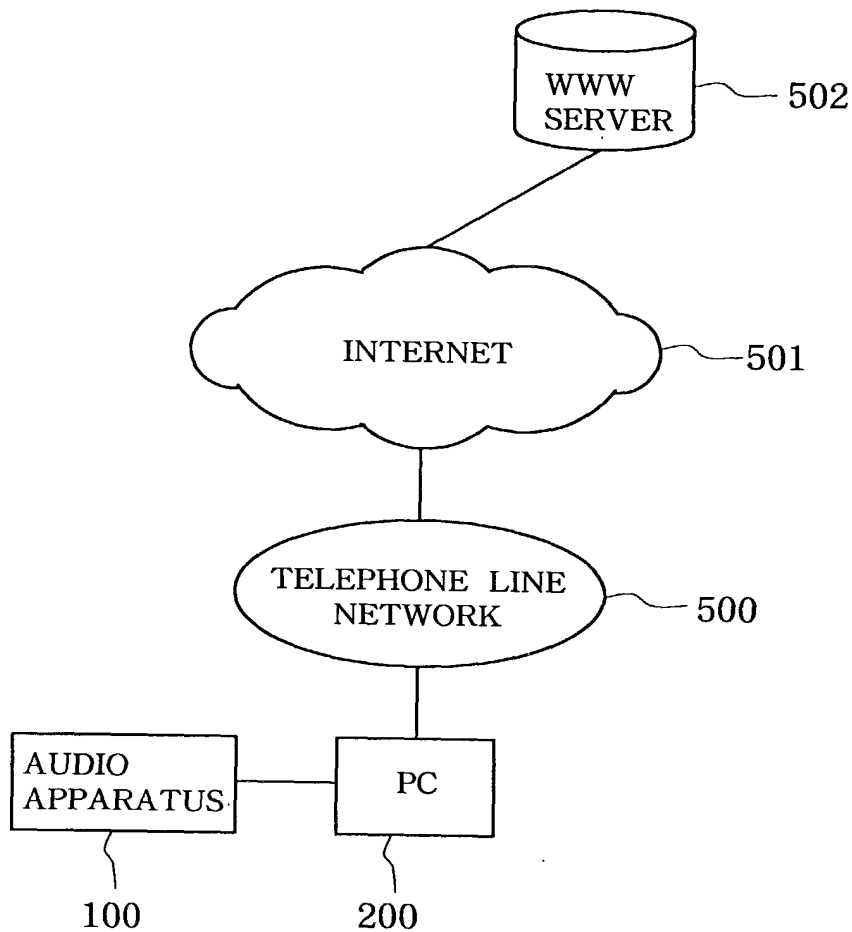 WWW
SERVER
502
INTERNET
501
TELEPHONE LINE
NETWORK
500
AUDIO
APPARATUS
PC
100
200